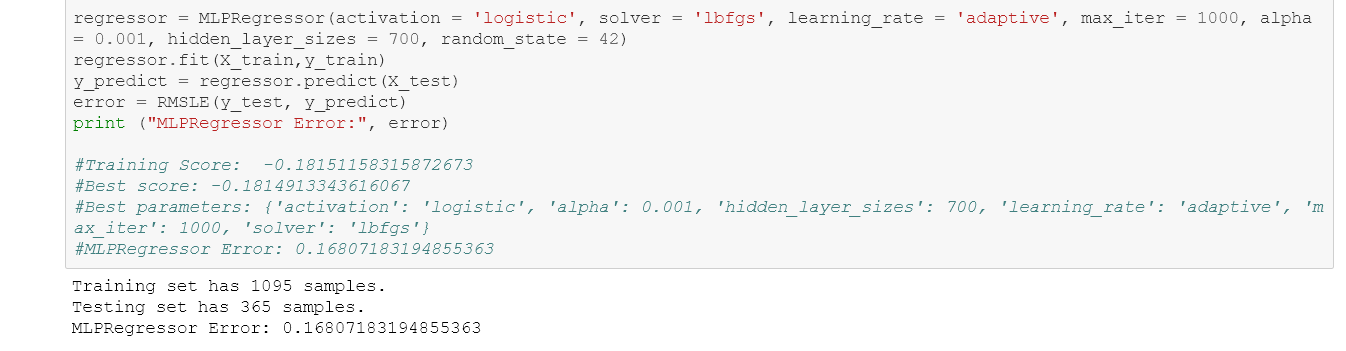 regressor = MLPRegressor(activation = 'logistic', solver = 'lbfgs', learning_rate = 'adaptive', max_iter = 1000, alpha
= 0.001, hidden_layer_sizes = 700, random_state = 42)
regressor.fit(X_train,y_train)
y_predict = regressor.predict(X_test)
error = RMSLE(y_test, y_predict)
print ("MLPRegressor Error:", error)
#Training Score:  -0.18151158315872673
#Best score: -0.1814913343616067
#Best parameters: {'activation': 'logistic', 'alpha': 0.001, 'hidden_layer_sizes': 700, 'learning_rate': 'adaptive', 'm
ax_iter': 1000, 'solver': 'lbfgs'}
#MLPRegressor Error: 0.16807183194855363
Training set has 1095 samples.
Testing set has 365 samples.
MLPRegressor Error: 0.16807183194855363